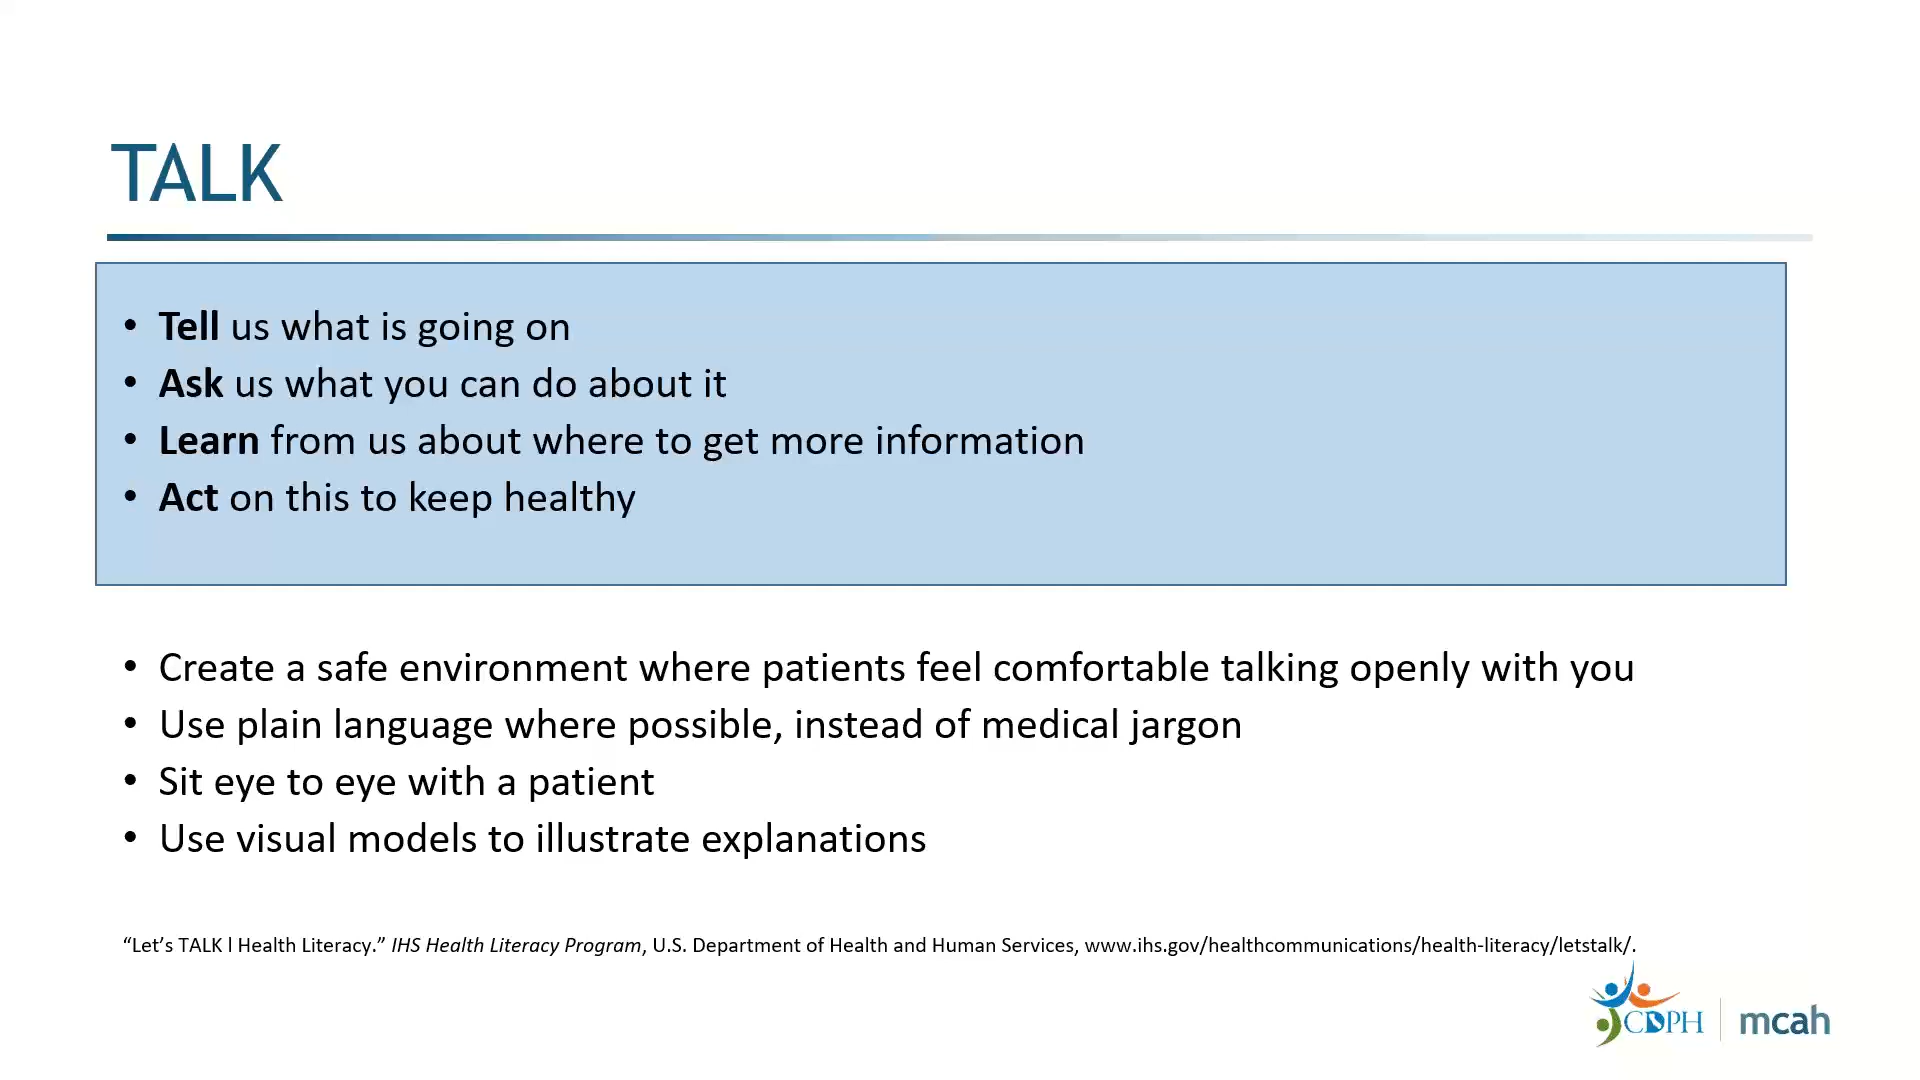 TALK
• Tell us what is going on
• Ask us what you can do about it
• Learn from us about where to get more information
• Act on this to keep healthy
• Create a safe environment where patients feel comfortable talking openly with you
• Use plain language where possible, instead of medical jargon
• Sit eye to eye with a patient
• Use visual models to illustrate explanations
“Let’s TALK l Health Literacy.” IHS Health Literacy Program, U.S. Department of Health and Human Services, www.ihs.gov/healthcommunications/health-literacy/letstalk/.
CDPH | mcah